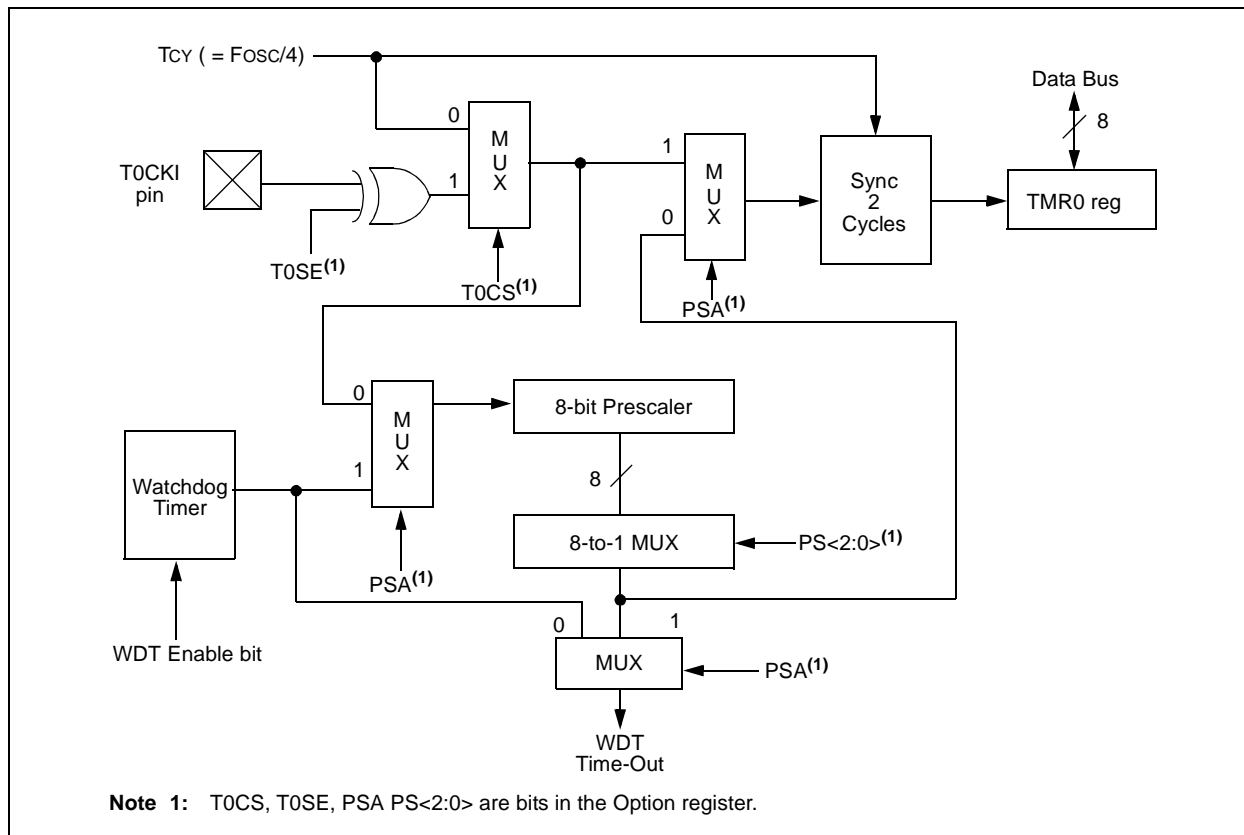 TCY ( = FOSC/4)
Data Bus
8
0
M
U
X
1
T0CKI
pin
T0SE(1)
T0CS(1)
1
M
U
X
0
PSA(1)
Sync
2
Cycles
TMR0 reg
0
M
U
X
1
PSA(1)
8-bit Prescaler
8
Watchdog
Timer
8-to-1 MUX
PS<2:0>(1)
WDT Enable bit
0
1
MUX
PSA(1)
WDT
Time-Out
Note 1: T0CS, T0SE, PSA PS<2:0> are bits in the Option register.